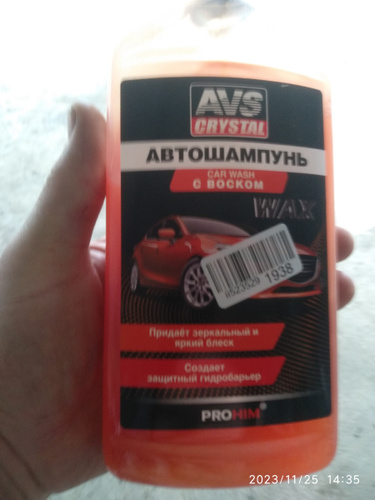 AVS
CRYSTAL
АВТОШАМПУНЬ
CAR WASH
С ВОСКОМ
WAX
8523529 1938
Придаёт зеркальный и
яркий блеск
Создает
защитный гидробарьер
PROHIM®
2023/11/25 14:35